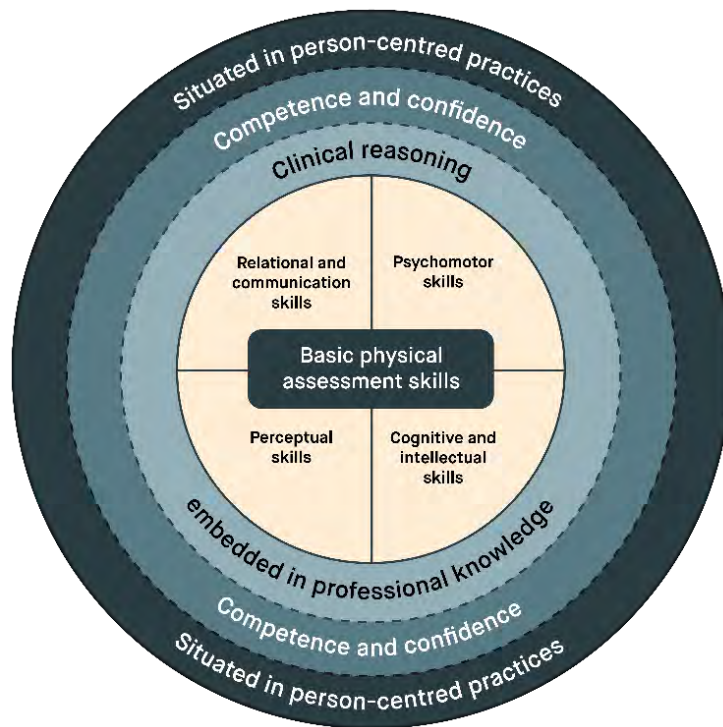 Situated in person-centred practices
Competence and confidence
Clinical reasoning
Relational and
communication
skills
Psychomotor
skills
Basic physical
assessment skills
Perceptual
skills
Cognitive and
intellectual
skills
embedded in professional knowledge
Competence and confidence
Situated in person-centred practices